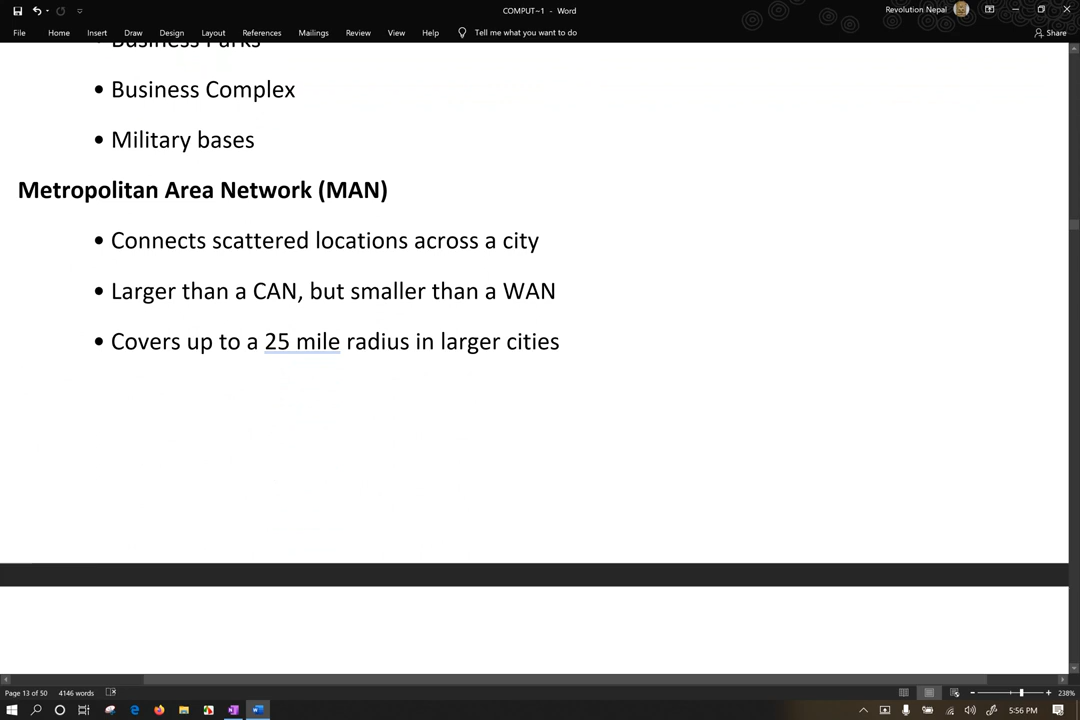 COMPUT~1 - Word
Revolution Nepal
File Home Insert Draw Design Layout References Mailings Review View Help Tell me what you want to do Share
Business Parks
• Business Complex
• Military bases
Metropolitan Area Network (MAN)
• Connects scattered locations across a city
• Larger than a CAN, but smaller than a WAN
• Covers up to a 25 mile radius in larger cities
Page 13 of 50 4146 words 238%
5:56 PM